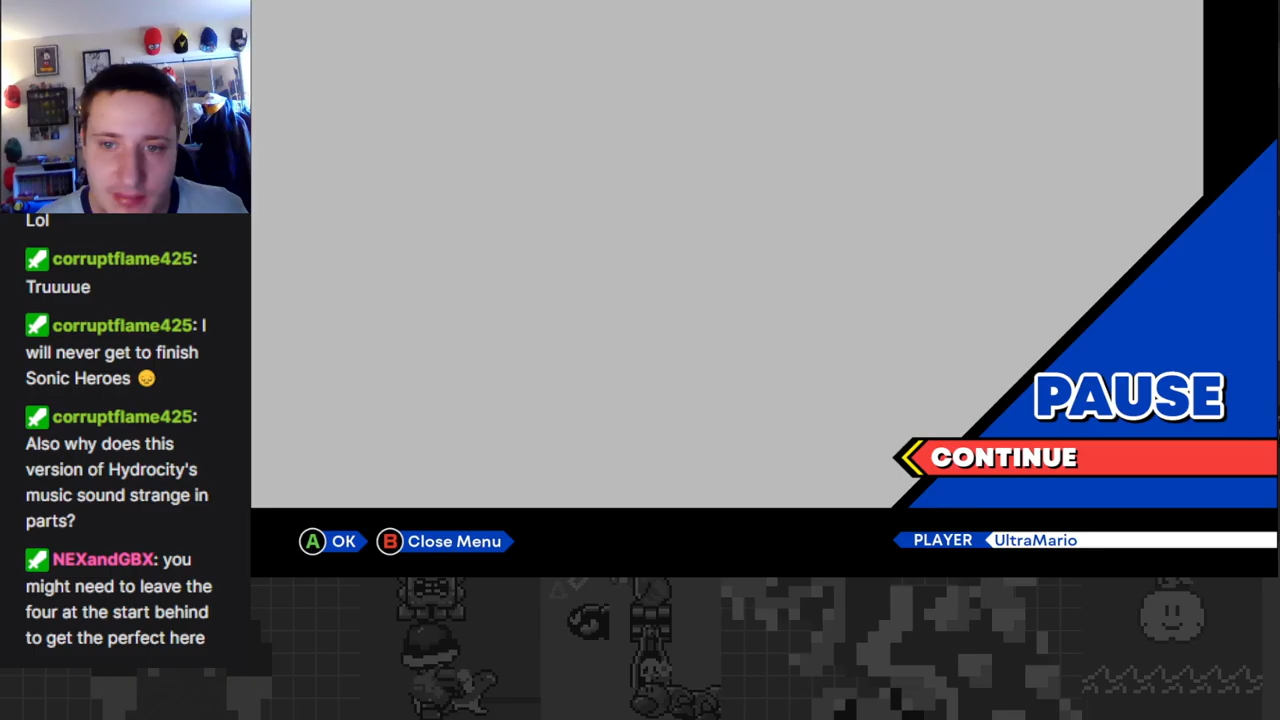 Lol
corruptflame425:
Truuuue
corruptflame425: I
will never get to finish
Sonic Heroes 😔
corruptflame425:
Also why does this
version of Hydrocity's
music sound strange in
parts?
NEXandGBX: you
might need to leave the
four at the start behind
to get the perfect here
PAUSE
CONTINUE
A OK B Close Menu
PLAYER UltraMario